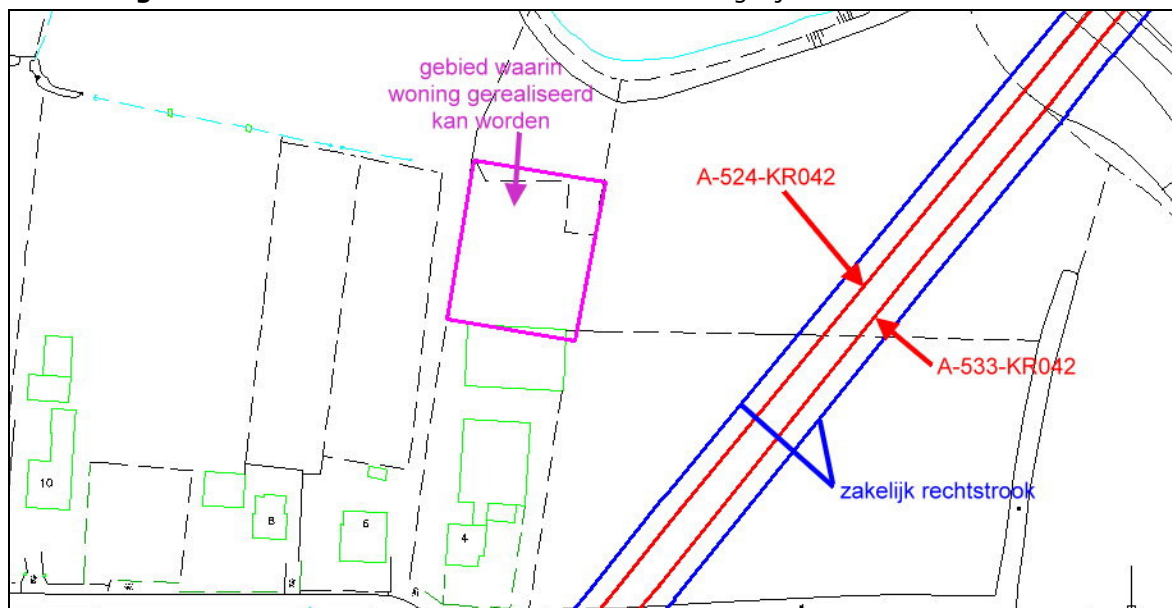 gebied waarin
woning gerealiseerd
kan worden
A-524-KR042
A-533-KR042
zakelijk rechtstrook
10
8
6
4